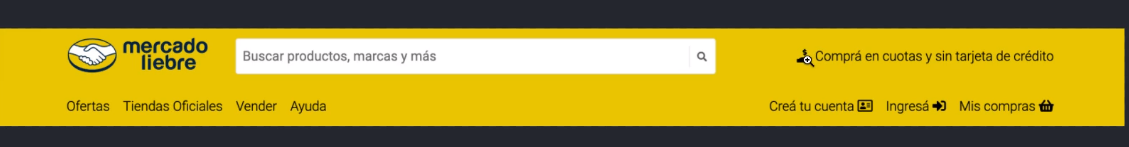 mercado
liebre
Buscar productos, marcas y más
Comprá en cuotas y sin tarjeta de crédito
Ofertas Tiendas Oficiales Vender Ayuda
Creá tu cuenta Ingresá Mis compras